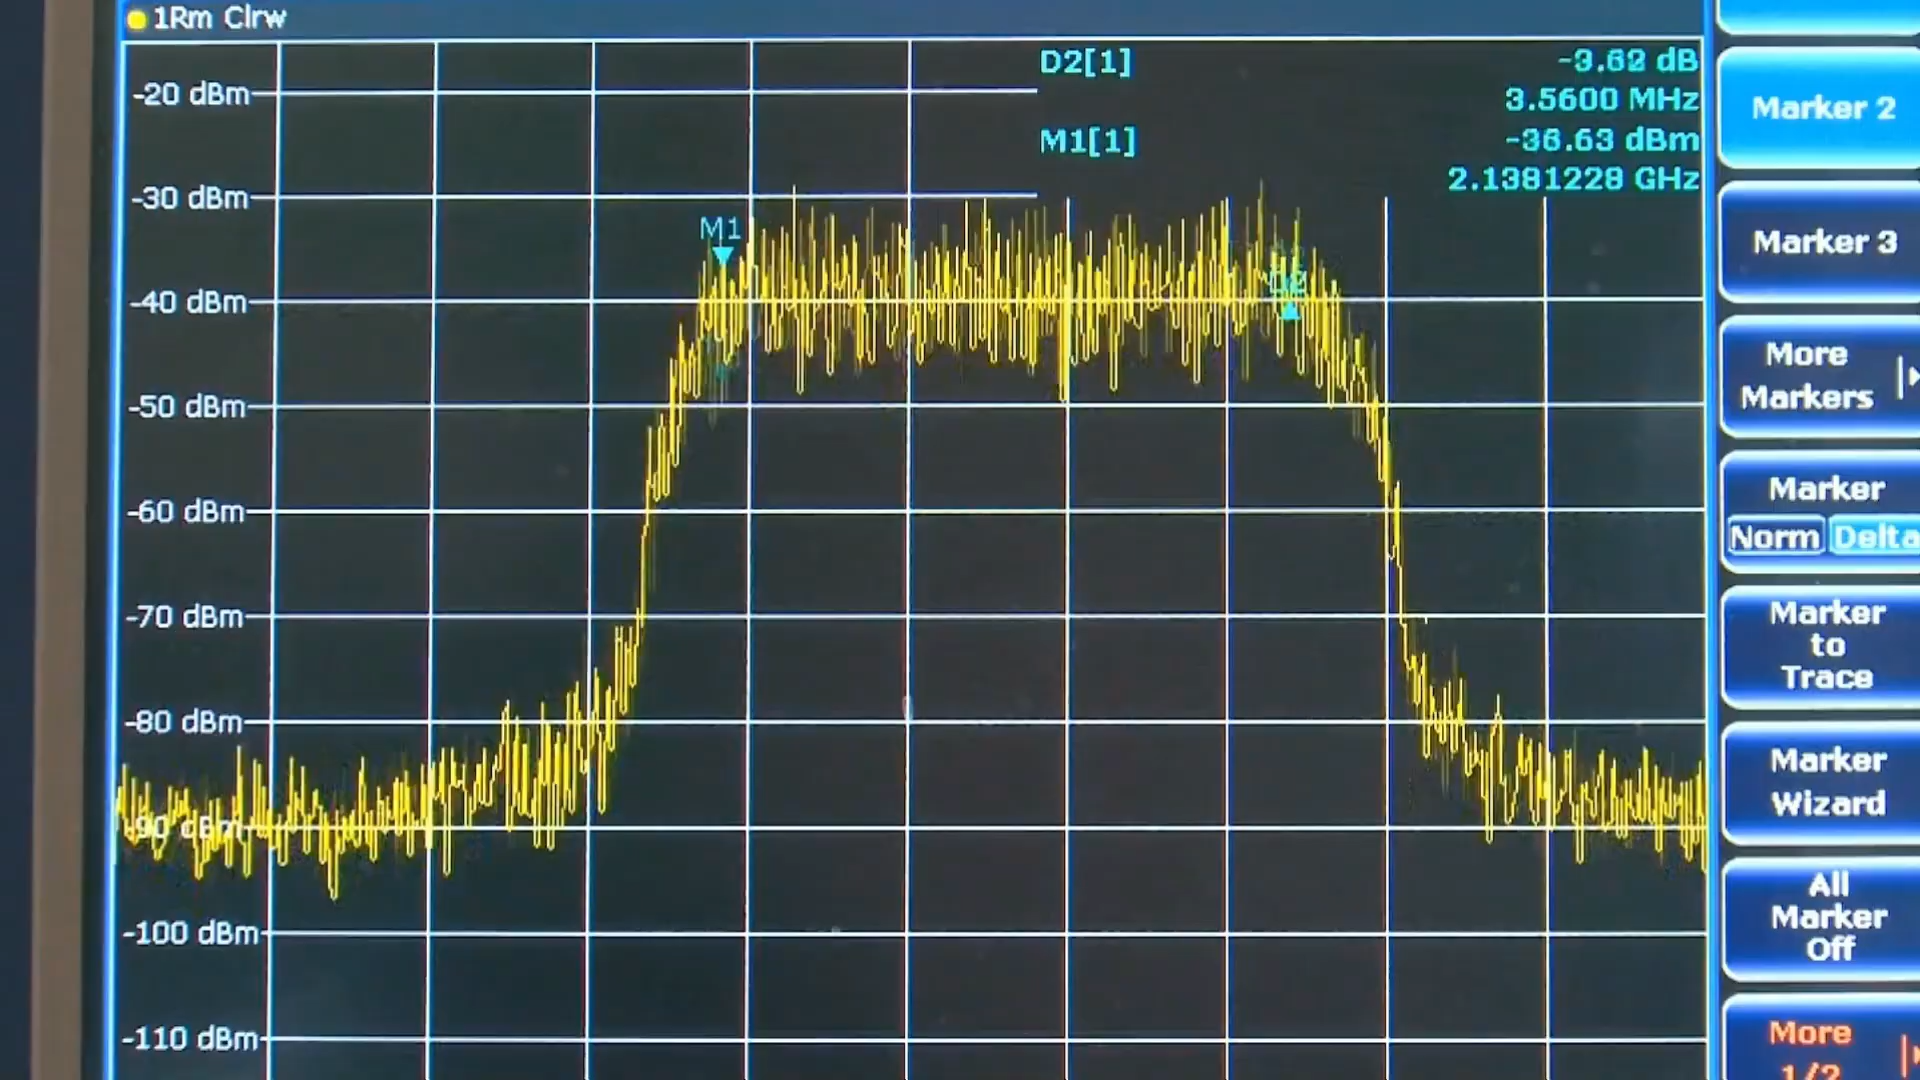 1Rm Clrw
D2[1]
-3.62 dB
3.5600 MHz
M1[1]
-36.63 dBm
2.1381228 GHz
-20 dBm
-30 dBm
M1
-40 dBm
-50 dBm
-60 dBm
-70 dBm
-80 dBm
-90 dBm
-100 dBm
-110 dBm
Marker 2
Marker 3
More
Markers
Marker
Norm Delta
Marker
to
Trace
Marker
Wizard
All
Marker
Off
More
1/2